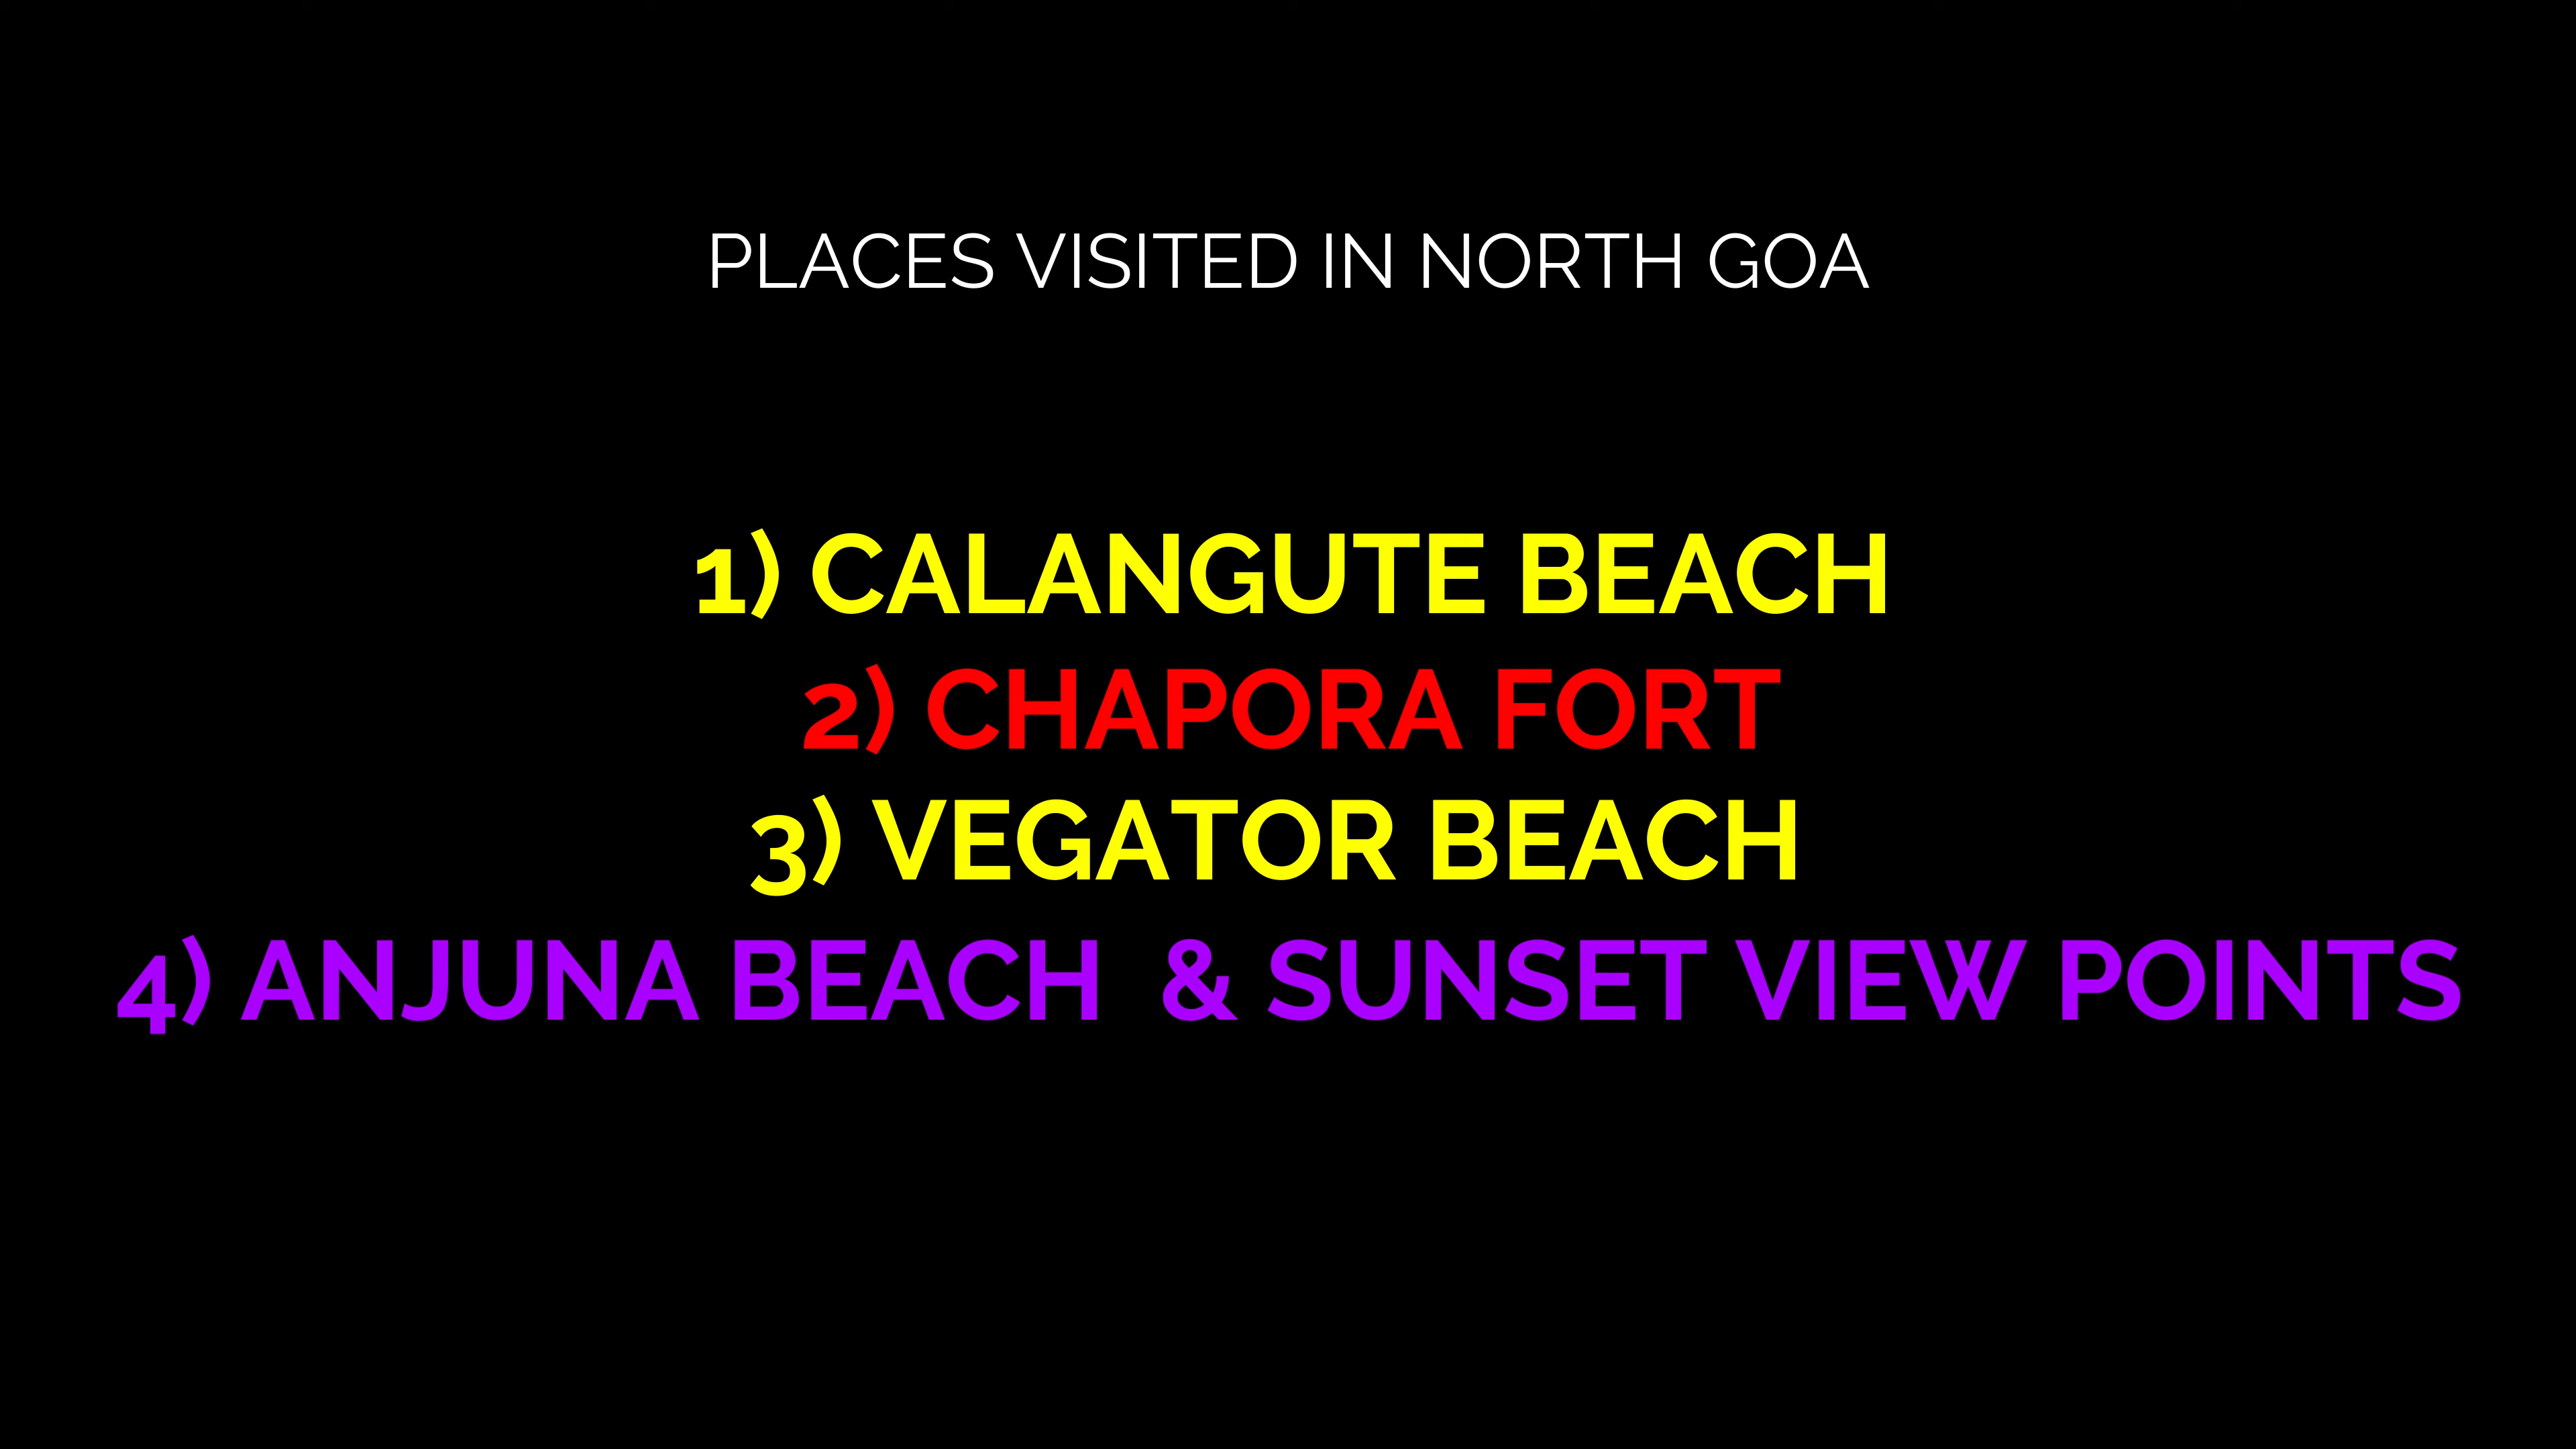 PLACES VISITED IN NORTH GOA
1) CALANGUTE BEACH
2) CHAPORA FORT
3) VEGATOR BEACH
4) ANJUNA BEACH & SUNSET VIEW POINTS